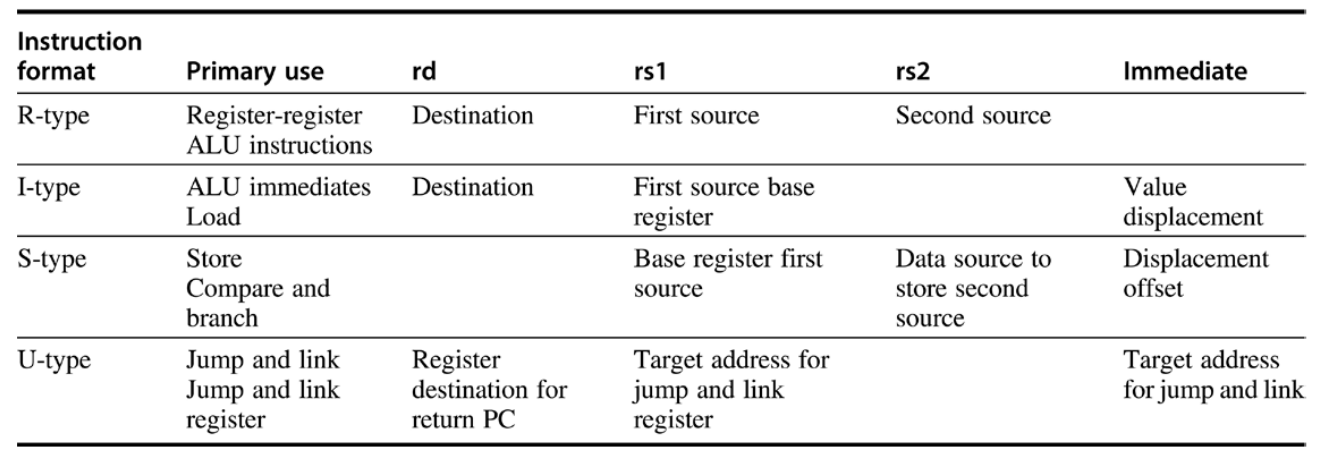 Instruction
format Primary use rd rs1 rs2 Immediate
R-type Register-register Destination First source Second source
ALU instructions
I-type ALU immediates Destination First source base Value
Load register displacement
S-type Store Base register first Data source to Displacement
Compare and source store second offset
branch source
U-type Jump and link Register Target address for Target address
Jump and link destination for jump and link for jump and link
register return PC register